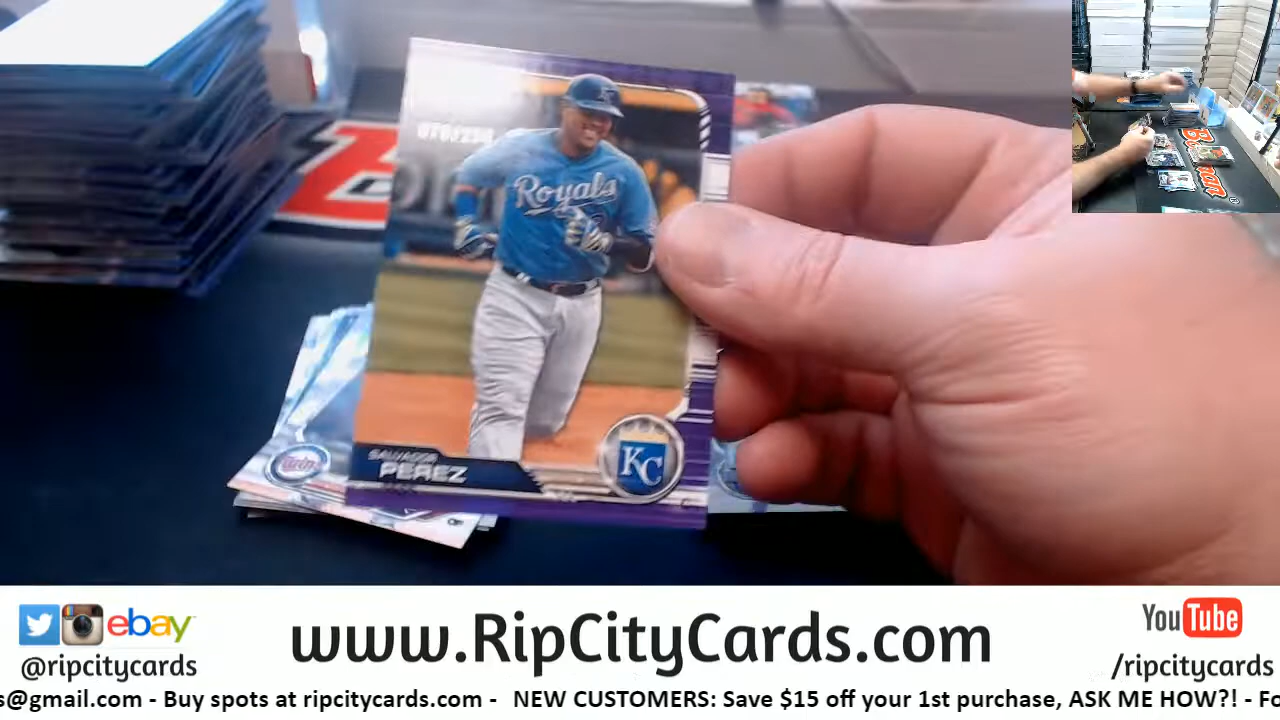 Royals
SALVADOR
PEREZ
KC
ebay
@ripcitycards
www.RipCityCards.com
YouTube
/ripcitycards
s@gmail.com - Buy spots at ripcitycards.com - NEW CUSTOMERS: Save $15 off your 1st purchase, ASK ME HOW?! - Fo